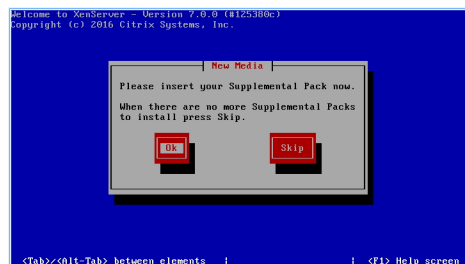 Welcome to XenServer - Version 7.0.0 (#125380c)
Copyright (c) 2016 Citrix Systems, Inc.
New Media
Please insert your Supplemental Pack now.
When there are no more Supplemental Packs
to install press Skip.
Ok Skip
<Tab>/<Alt-Tab> between elements | | <F1> Help screen